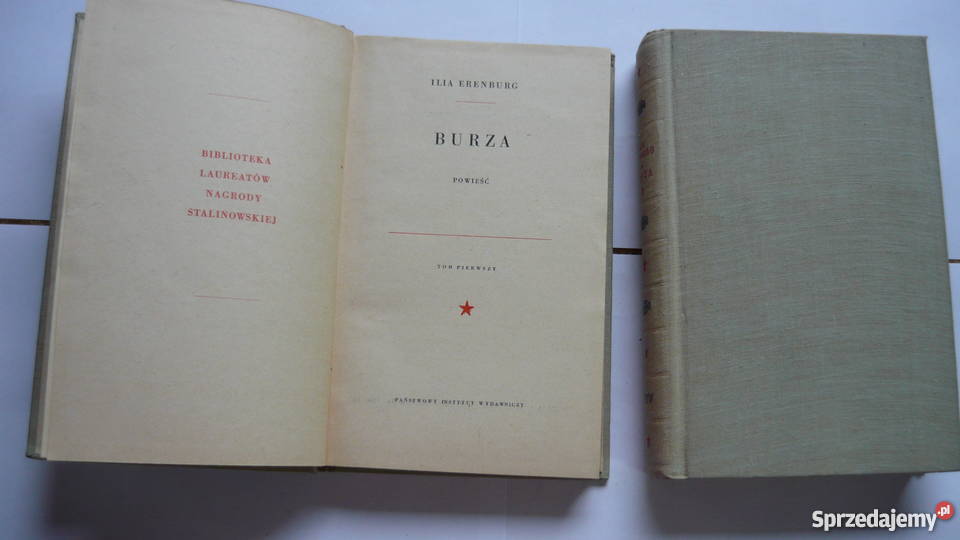 BIBLIOTEKA
LAUREATÓW
NAGRODY
STALINOWSKIEJ
ILIA ERENBURG
BURZA
POWIEŚĆ
TOM PIERWSZY
PAŃSTWOWY INSTYTUT WYDAWNICZY
Sprzedajemy.pl